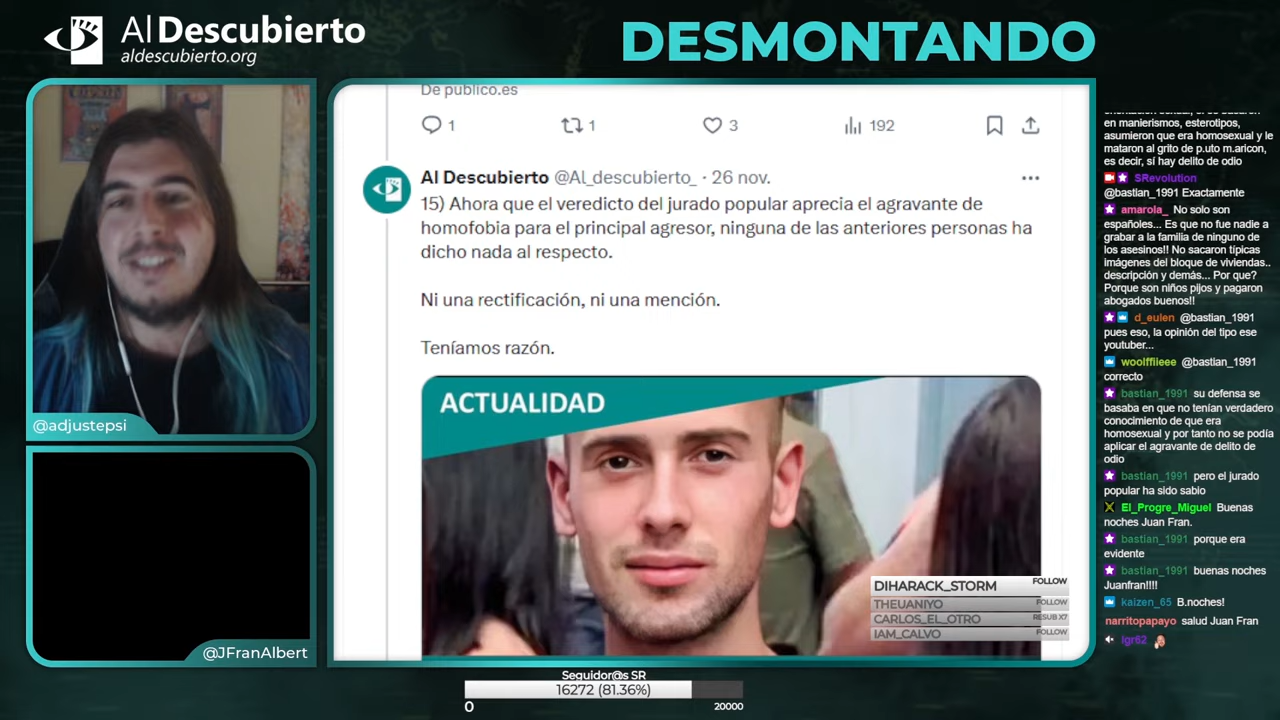 Al Descubierto
aldescubierto.org
DESMONTANDO
@adjustepsi
@JFranAlbert
De publico.es
1
1
3
192
Al Descubierto @Al_descubierto_ · 26 nov.
15) Ahora que el veredicto del jurado popular aprecia el agravante de
homofobia para el principal agresor, ninguna de las anteriores personas ha
dicho nada al respecto.
Ni una rectificación, ni una mención.
Teníamos razón.
ACTUALIDAD
DIHARACK_STORM FOLLOW
THEUANIYO FOLLOW
CARLOS_EL_OTRO RESUB X7
IAM_CALVO FOLLOW
en manierismos, esterotipos,
asumieron que era homosexual y le
mataron al grito de p.uto m.aricon,
es decir, sí hay delito de odio
SRevolution
@bastian_1991 Exactamente
amarola_ No solo son
españoles... Es que no fue nadie a
grabar a la familia de ninguno de
los asesinos!! No sacaron típicas
imágenes del bloque de viviendas..
descripción y demás... Por que?
Porque son niños pijos y pagaron
abogados buenos!!
d_eulen @bastian_1991
pues eso, la opinión del tipo ese
youtuber...
woolffiieee @bastian_1991
correcto
bastian_1991 su defensa se
basaba en que no tenían verdadero
conocimiento de que era
homosexual y por tanto no se podía
aplicar el agravante de delito de
odio
bastian_1991 pero el jurado
popular ha sido sabio
El_Progre_Miguel Buenas
noches Juan Fran.
bastian_1991 porque era
evidente
bastian_1991 buenas noches
Juanfran!!!!
kaizen_65 B.noches!
narritopapayo salud Juan Fran
lgr62
Seguidor@s SR
16272 (81.36%)
0
20000